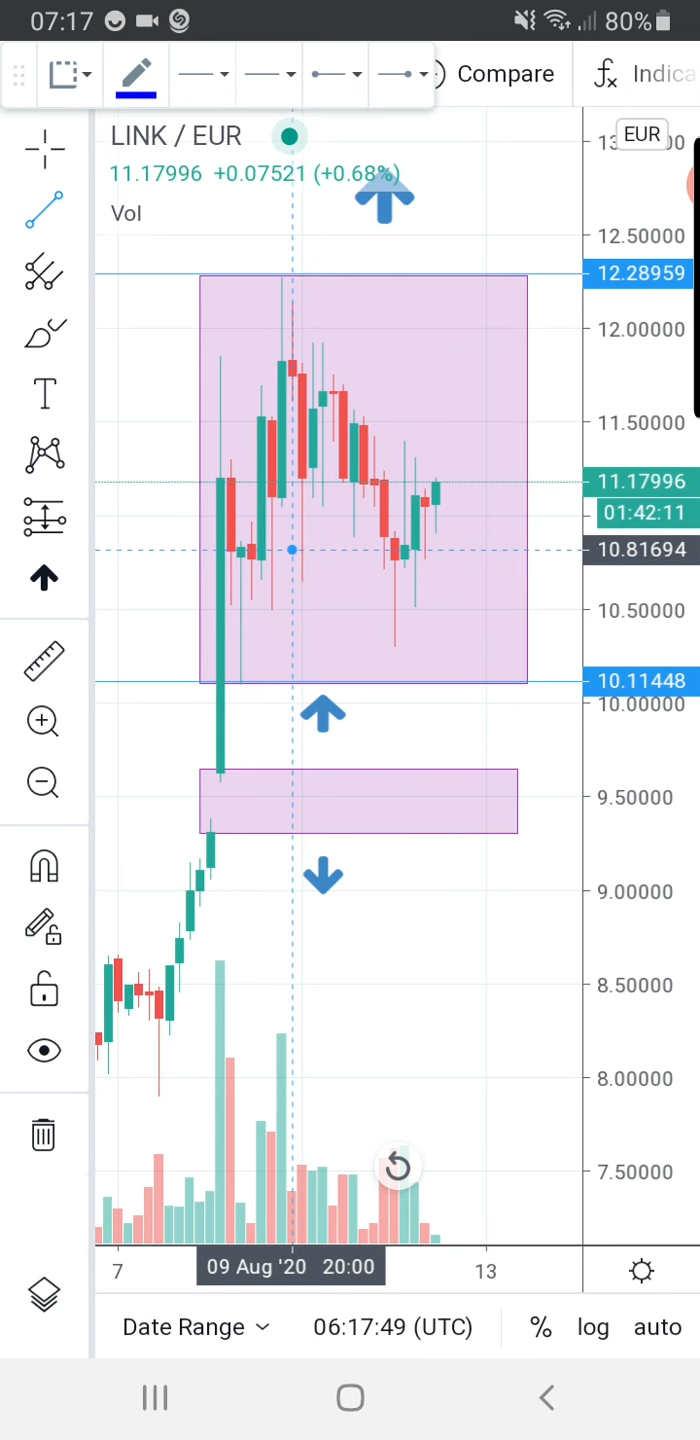 07:17 80%
Compare Indica
LINK / EUR
11.17996 +0.07521 (+0.68%)
Vol
EUR
12.50000
12.28959
12.00000
11.50000
11.17996
01:42:11
10.81694
10.50000
10.11448
10.00000
9.50000
9.00000
8.50000
8.00000
7.50000
7 09 Aug '20 20:00 13
Date Range 06:17:49 (UTC) % log auto